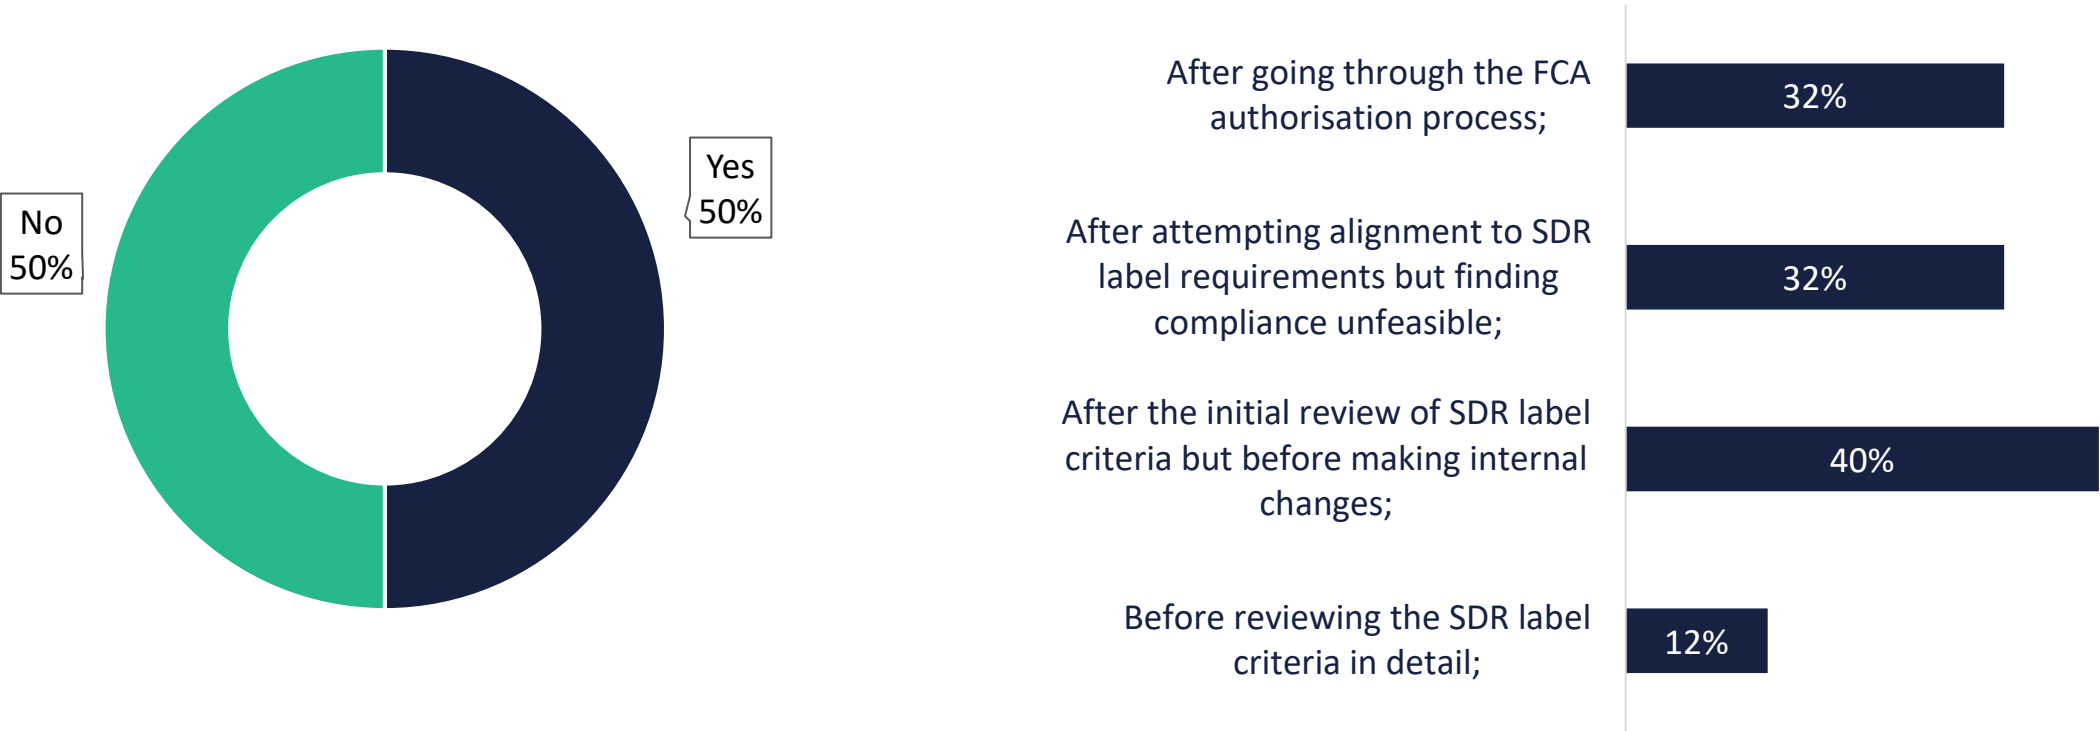 No
50%
Yes
50%
After going through the FCA
authorisation process;
32%
After attempting alignment to SDR
label requirements but finding
compliance unfeasible;
32%
After the initial review of SDR label
criteria but before making internal
changes;
40%
Before reviewing the SDR label
criteria in detail;
12%